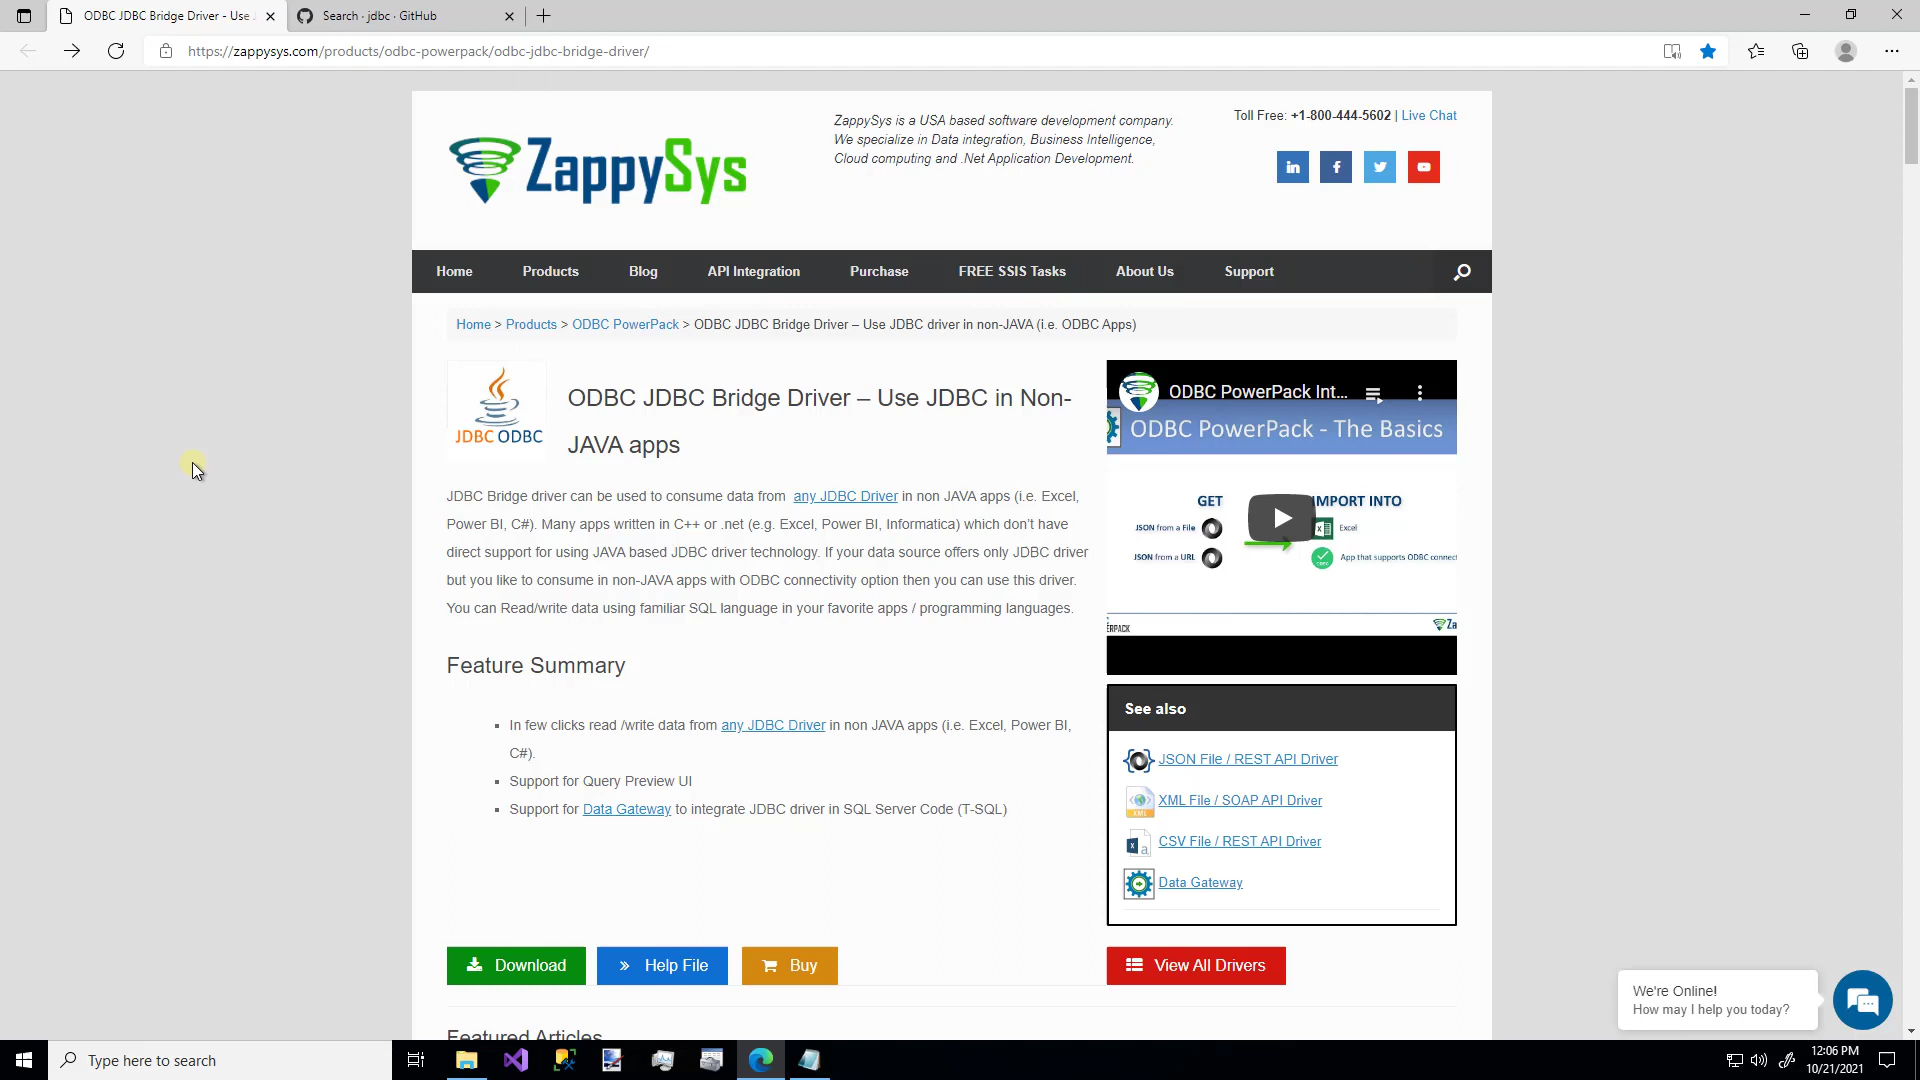 ODBC JDBC Bridge Driver - Use J
Search · jdbc · GitHub
https://zappysys.com/products/odbc-powerpack/odbc-jdbc-bridge-driver/
ZappySys
ZappySys is a USA based software development company.
We specialize in Data integration, Business Intelligence,
Cloud computing and .Net Application Development.
Toll Free: +1-800-444-5602 | Live Chat
Home
Products
Blog
API Integration
Purchase
FREE SSIS Tasks
About Us
Support
Home > Products > ODBC PowerPack > ODBC JDBC Bridge Driver – Use JDBC driver in non-JAVA (i.e. ODBC Apps)
JDBC ODBC
ODBC JDBC Bridge Driver – Use JDBC in Non-
JAVA apps
JDBC Bridge driver can be used to consume data from any JDBC Driver in non JAVA apps (i.e. Excel,
Power BI, C#). Many apps written in C++ or .net (e.g. Excel, Power BI, Informatica) which don’t have
direct support for using JAVA based JDBC driver technology. If your data source offers only JDBC driver
but you like to consume in non-JAVA apps with ODBC connectivity option then you can use this driver.
You can Read/write data using familiar SQL language in your favorite apps / programming languages.
Feature Summary
In few clicks read /write data from any JDBC Driver in non JAVA apps (i.e. Excel, Power BI,
C#).
Support for Query Preview UI
Support for Data Gateway to integrate JDBC driver in SQL Server Code (T-SQL)
ODBC PowerPack Int...
ODBC PowerPack - The Basics
GET
IMPORT INTO
JSON from a File
Excel
JSON from a URL
App that supports ODBC connect
ERPACK
Za
See also
JSON File / REST API Driver
XML File / SOAP API Driver
CSV File / REST API Driver
Data Gateway
Download
Help File
Buy
View All Drivers
Featured Articles
We're Online!
How may I help you today?
Type here to search
12:06 PM
10/21/2021